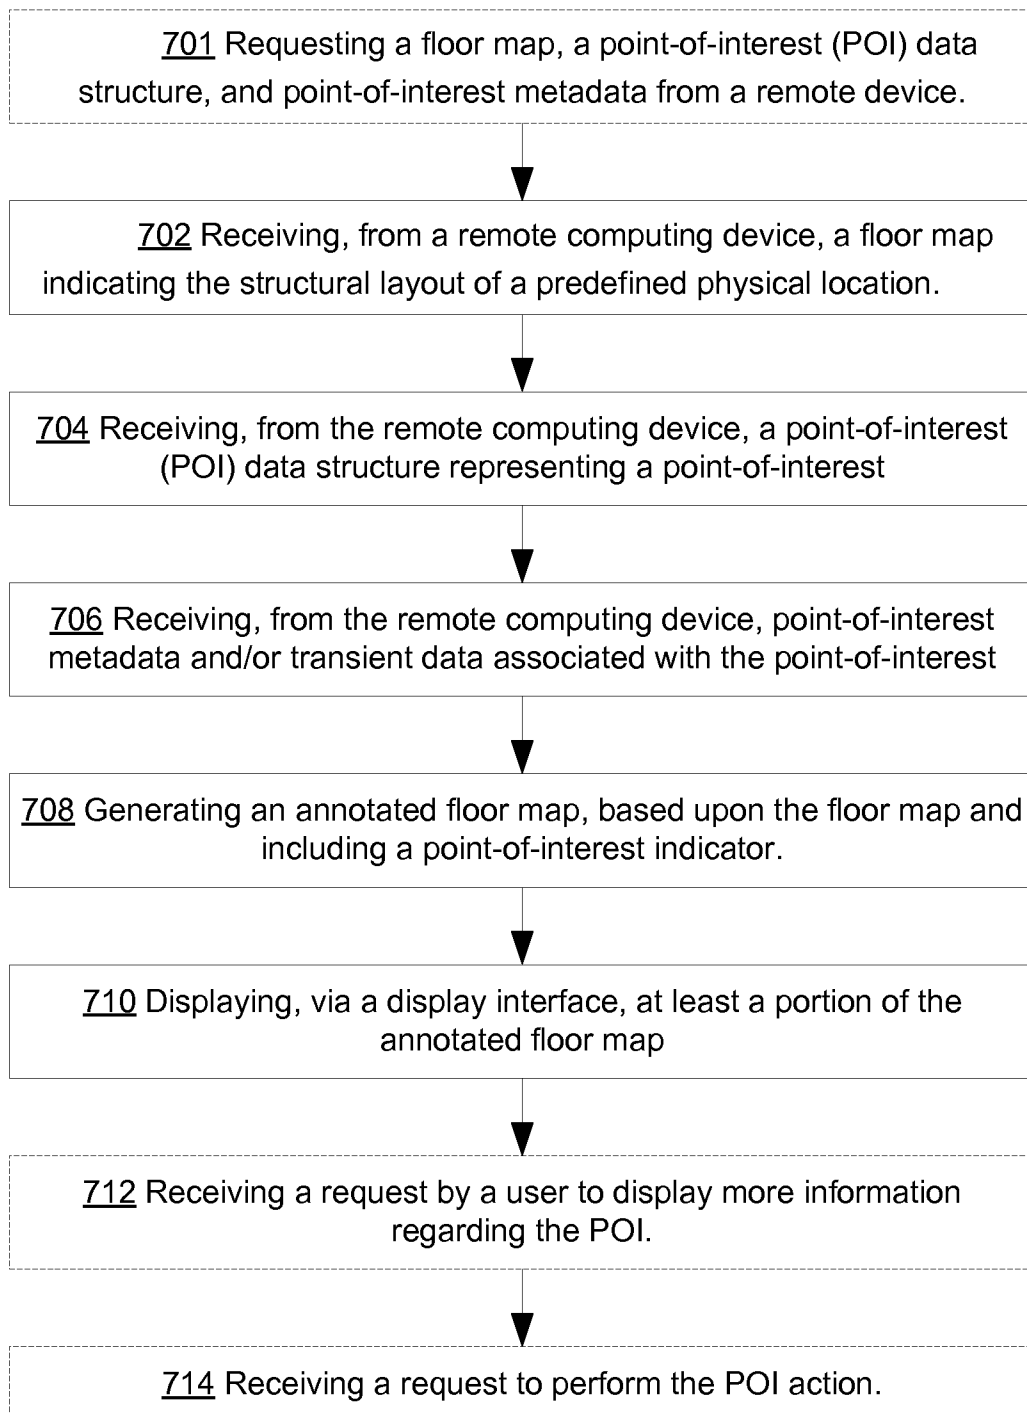 701 Requesting a floor map, a point-of-interest (POI) data
structure, and point-of-interest metadata from a remote device.
702 Receiving, from a remote computing device, a floor map
indicating the structural layout of a predefined physical location.
704 Receiving, from the remote computing device, a point-of-interest
(POI) data structure representing a point-of-interest
706 Receiving, from the remote computing device, point-of-interest
metadata and/or transient data associated with the point-of-interest
708 Generating an annotated floor map, based upon the floor map and
including a point-of-interest indicator.
710 Displaying, via a display interface, at least a portion of the
annotated floor map
712 Receiving a request by a user to display more information
regarding the POI.
714 Receiving a request to perform the POI action.